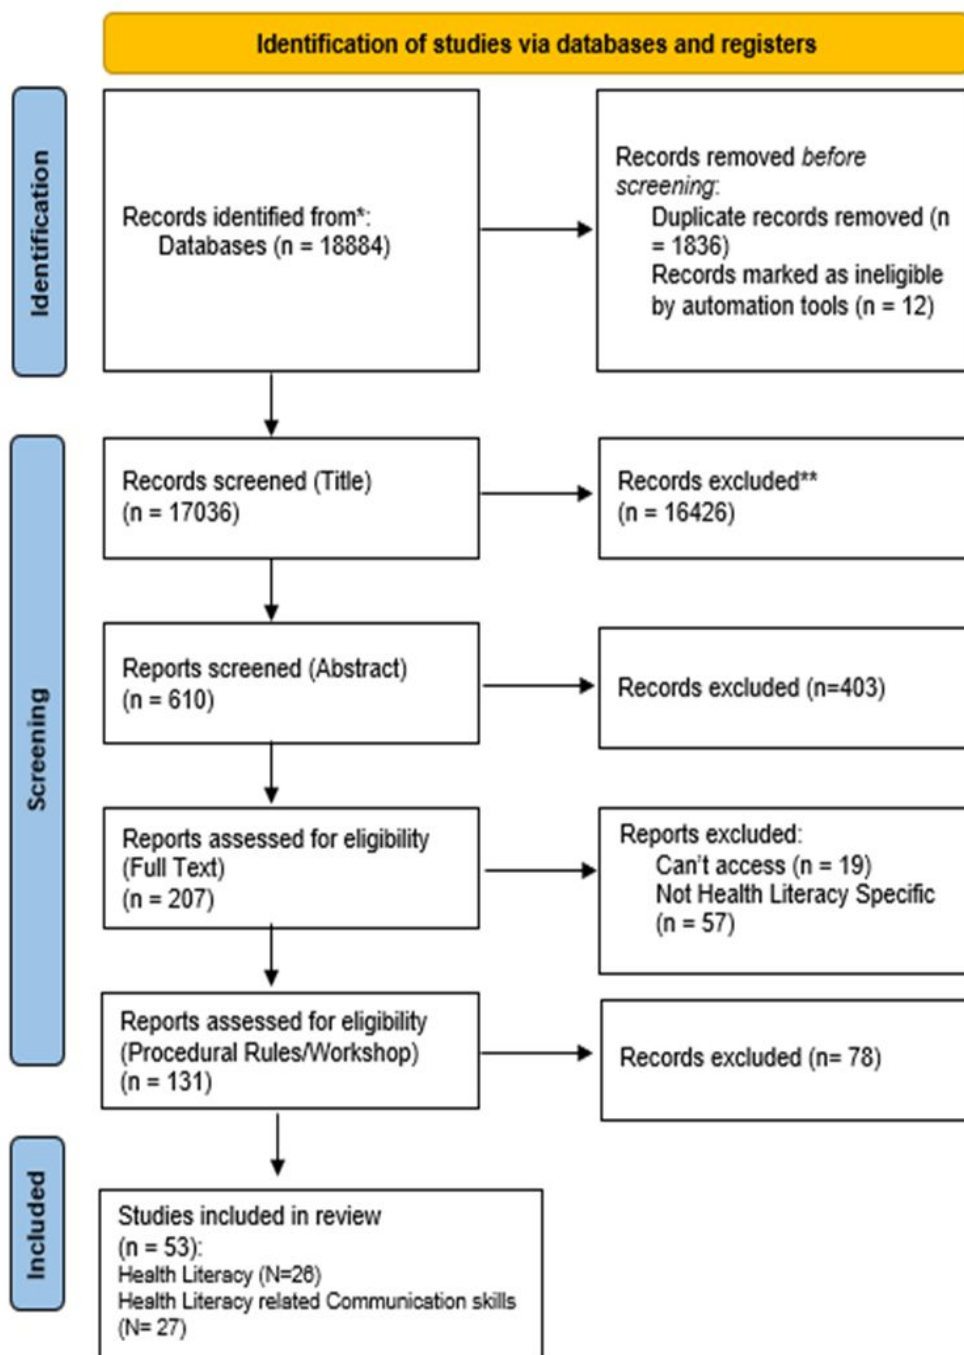 Identification of studies via databases and registers
Identification
Records identified from*:
Databases (n = 18884)
Records removed before
screening:
Duplicate records removed (n
= 1836)
Records marked as ineligible
by automation tools (n = 12)
Screening
Records screened (Title)
(n = 17036)
Records excluded**
(n = 16426)
Reports screened (Abstract)
(n = 610)
Records excluded (n=403)
Reports assessed for eligibility
(Full Text)
(n = 207)
Reports excluded:
Can't access (n = 19)
Not Health Literacy Specific
(n = 57)
Reports assessed for eligibility
(Procedural Rules/Workshop)
(n = 131)
Records excluded (n= 78)
Included
Studies included in review
(n = 53):
Health Literacy (N=26)
Health Literacy related Communication skills
(N= 27)